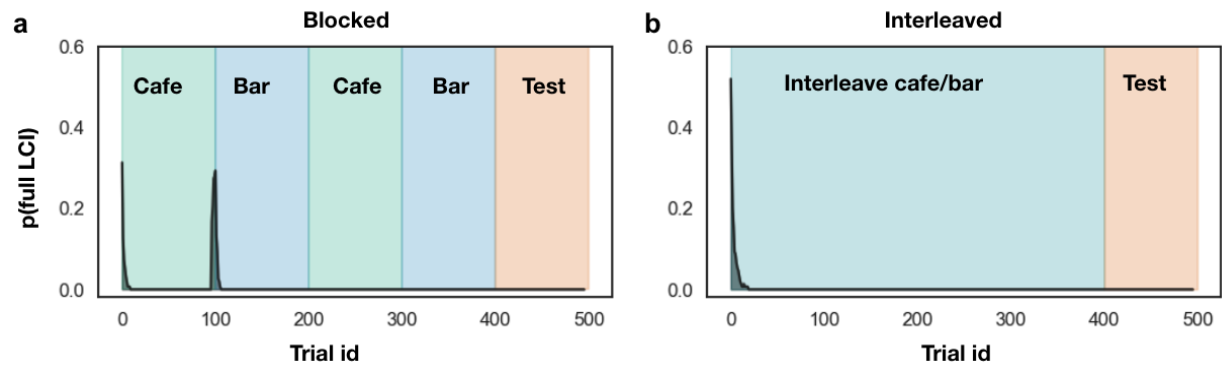 a
Blocked
0.6
0.4
0.2
0.0
p(full LCI)
Cafe Bar Cafe Bar Test
0 100 200 300 400 500
Trial id
b
Interleaved
0.6
0.4
0.2
0.0
Interleave cafe/bar Test
0 100 200 300 400 500
Trial id